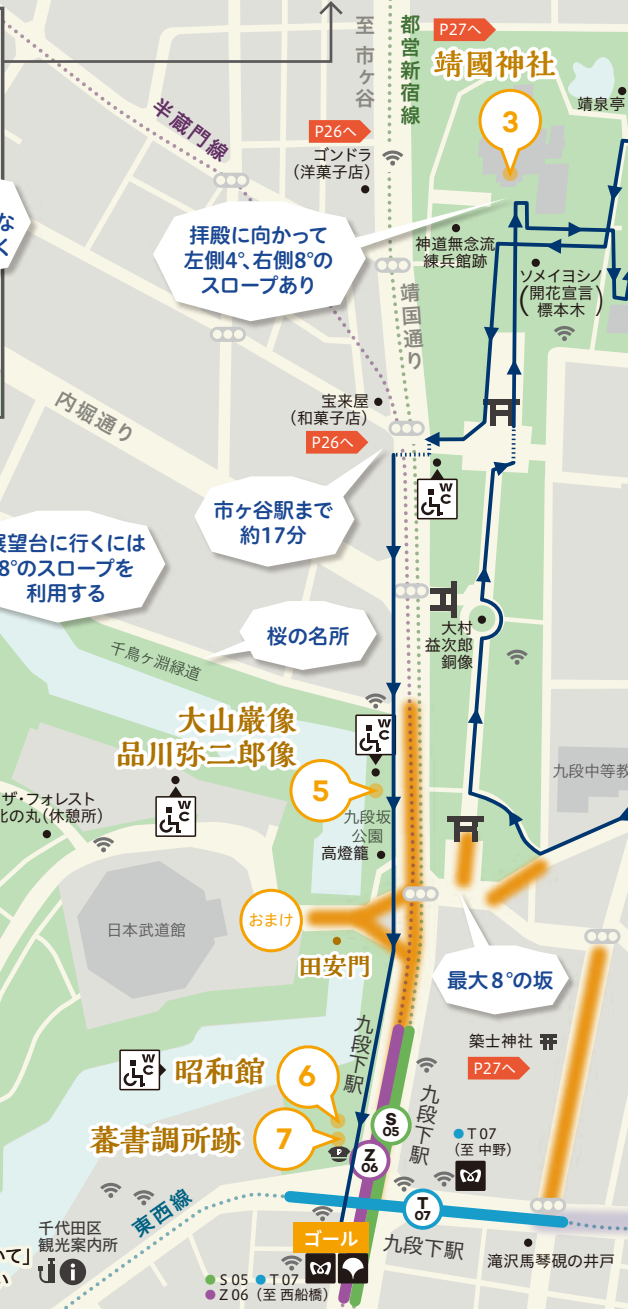 至 市ヶ谷
都営新宿線
P27へ
靖國神社
3
靖泉亭
半蔵門線
P26へ
ゴンドラ
（洋菓子店）
な
く
拝殿に向かって
左側4°、右側8°の
スロープあり
神道無念流
練兵館跡
ソメイヨシノ
（開花宣言）
標本木
靖国通り
内堀通り
宝来屋
（和菓子店）
P26へ
WC
市ヶ谷駅まで
約17分
展望台に行くには
8°のスロープを
利用する
桜の名所
大村
益次郎
銅像
千鳥ヶ淵緑道
大山巌像
品川弥二郎像
WC
5
九段中等教
ザ・フォレスト
北の丸（休憩所）
WC
九段坂
公園
高燈籠
おまけ
日本武道館
田安門
最大8°の坂
築士神社
P27へ
九段下駅
WC
昭和館
6
九段下駅
蕃書調所跡
7
S
05
Z
06
T 07
（至 中野）
東西線
T
07
千代田区
観光案内所
ゴール
九段下駅
滝沢馬琴硯の井戸
いて」
い
S 05 T 07
Z 06（至 西船橋）